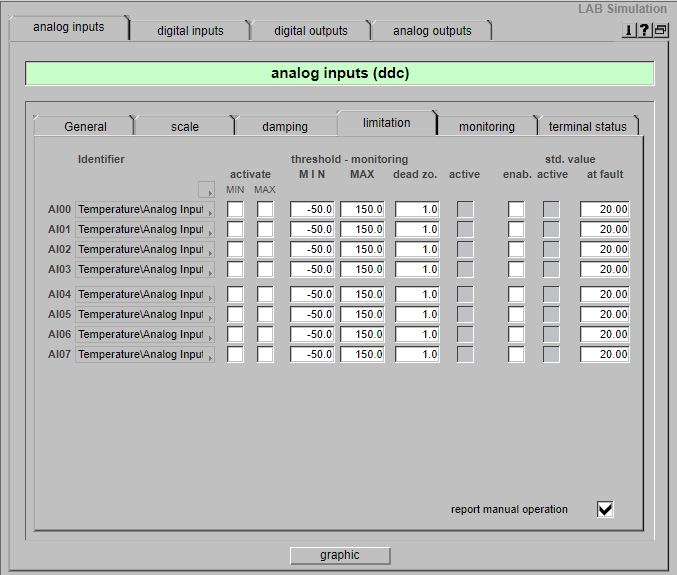 LAB Simulation
analog inputs digital inputs digital outputs analog outputs i ?
analog inputs (ddc)
General scale damping limitation monitoring terminal status
Identifier threshold - monitoring std. value
activate M I N MAX dead zo. active enab. active at fault
MIN MAX
AI00 Temperature\Analog Input -50.0 150.0 1.0 20.00
AI01 Temperature\Analog Input -50.0 150.0 1.0 20.00
AI02 Temperature\Analog Input -50.0 150.0 1.0 20.00
AI03 Temperature\Analog Input -50.0 150.0 1.0 20.00
AI04 Temperature\Analog Input -50.0 150.0 1.0 20.00
AI05 Temperature\Analog Input -50.0 150.0 1.0 20.00
AI06 Temperature\Analog Input -50.0 150.0 1.0 20.00
AI07 Temperature\Analog Input -50.0 150.0 1.0 20.00
report manual operation
graphic